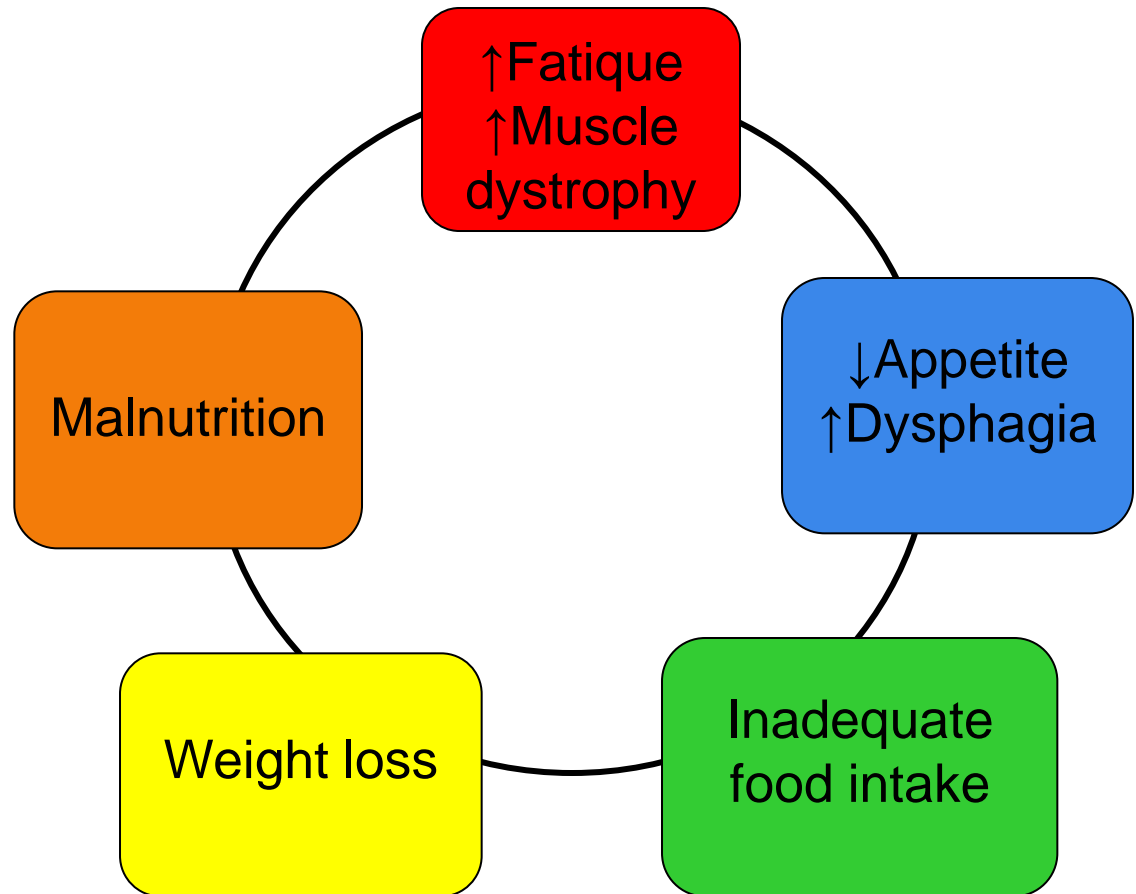 ↑Fatique
↑Muscle
dystrophy
↓Appetite
↑Dysphagia
Malnutrition
Inadequate
food intake
Weight loss